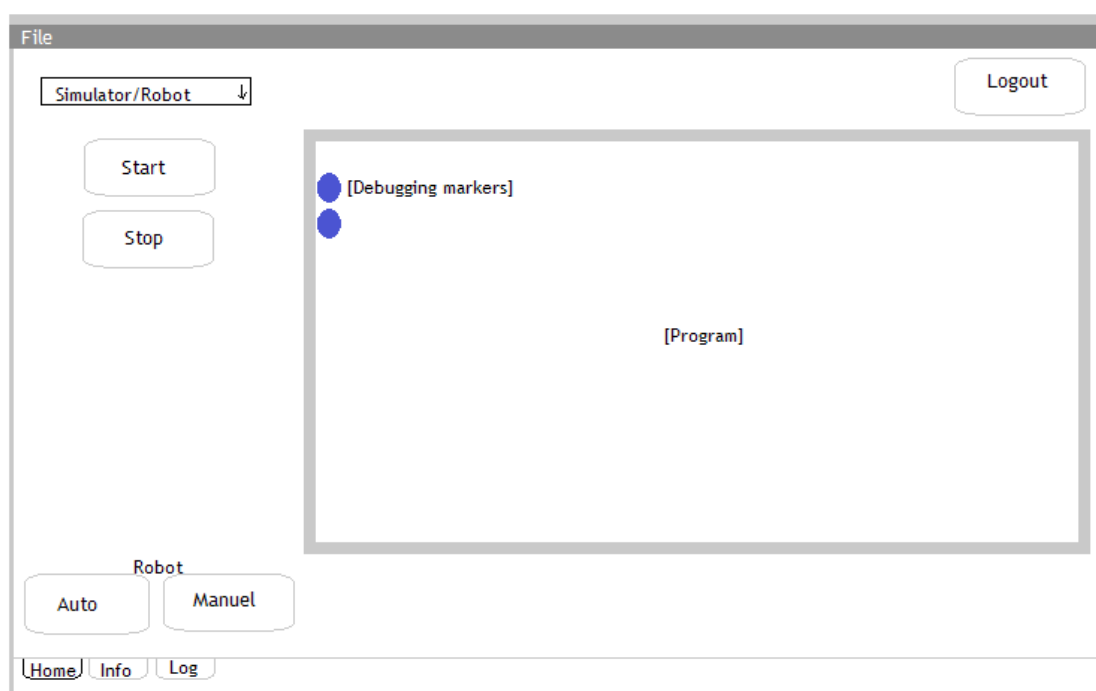 File
Simulator/Robot
Logout
Start
[Debugging markers]
Stop
[Program]
Robot
Auto
Manuel
Home
Info
Log